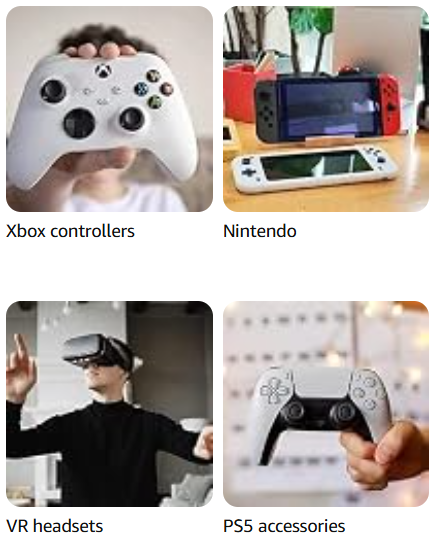 Xbox controllers
Nintendo
VR headsets
PS5 accessories